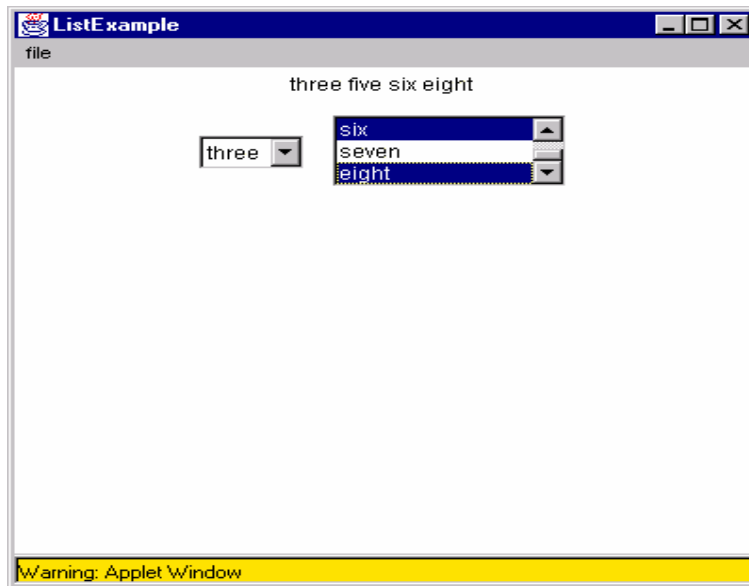 ListExample
file
three five six eight
three
six
seven
eight
Warning: Applet Window